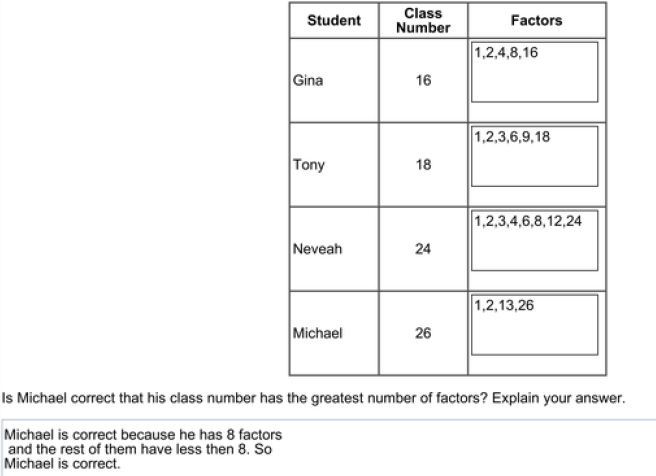 Student Class Number Factors
Gina 16 1,2,4,8,16
Tony 18 1,2,3,6,9,18
Neveah 24 1,2,3,4,6,8,12,24
Michael 26 1,2,13,26
Is Michael correct that his class number has the greatest number of factors? Explain your answer.
Michael is correct because he has 8 factors
and the rest of them have less then 8. So
Michael is correct.